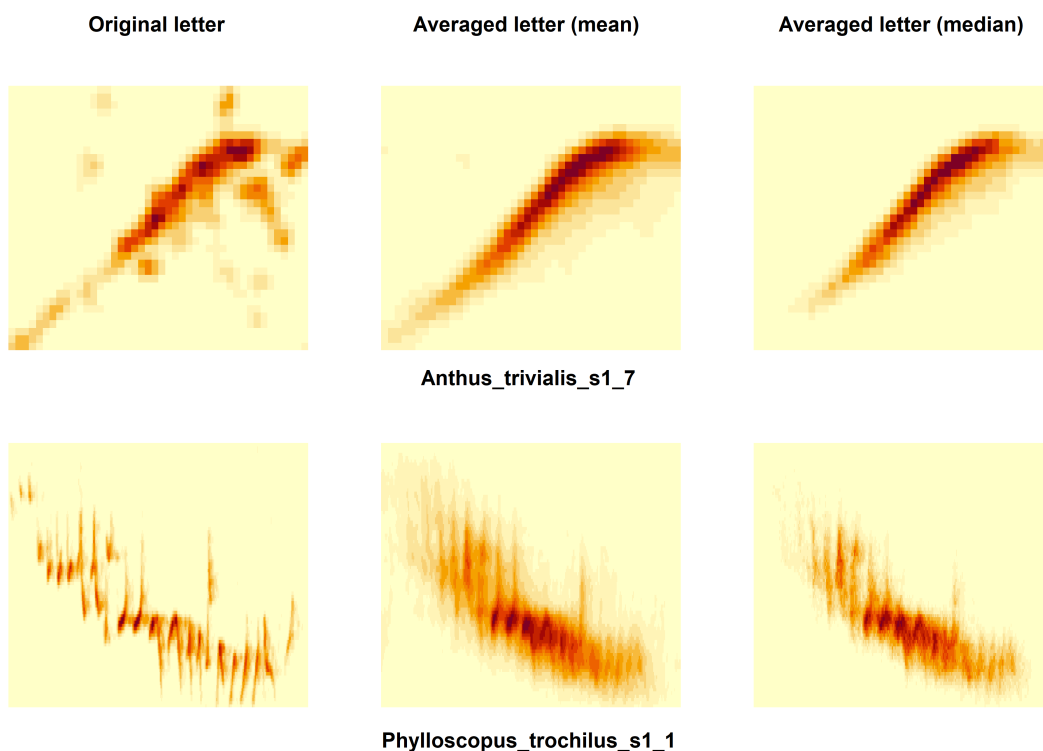 Original letter
Averaged letter (mean)
Averaged letter (median)
Anthus_trivialis_s1_7
Phylloscopus_trochilus_s1_1